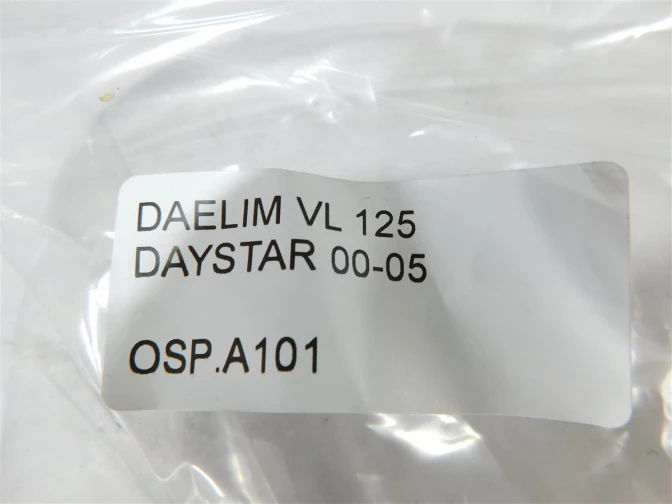 DAELIM VL 125
DAYSTAR 00-05
OSP.A101